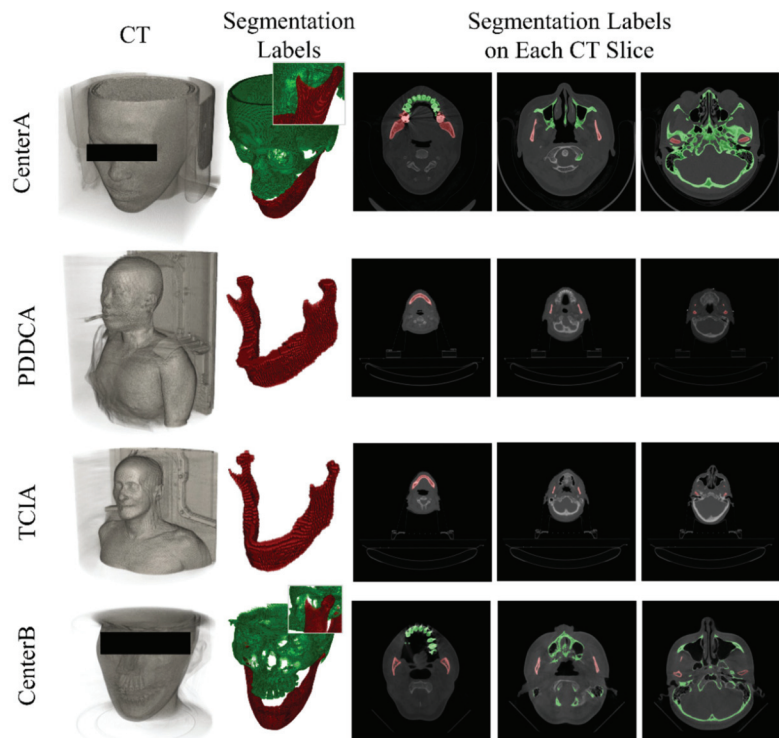 CT
Segmentation
Labels
Segmentation Labels
on Each CT Slice
CenterA
PDDCA
TCIA
CenterB